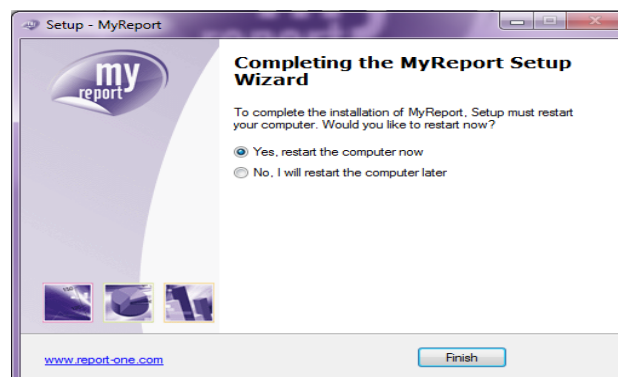 Setup - MyReport
my
report
Completing the MyReport Setup
Wizard
To complete the installation of MyReport, Setup must restart
your computer. Would you like to restart now?
Yes, restart the computer now
No, I will restart the computer later
www.report-one.com
Finish